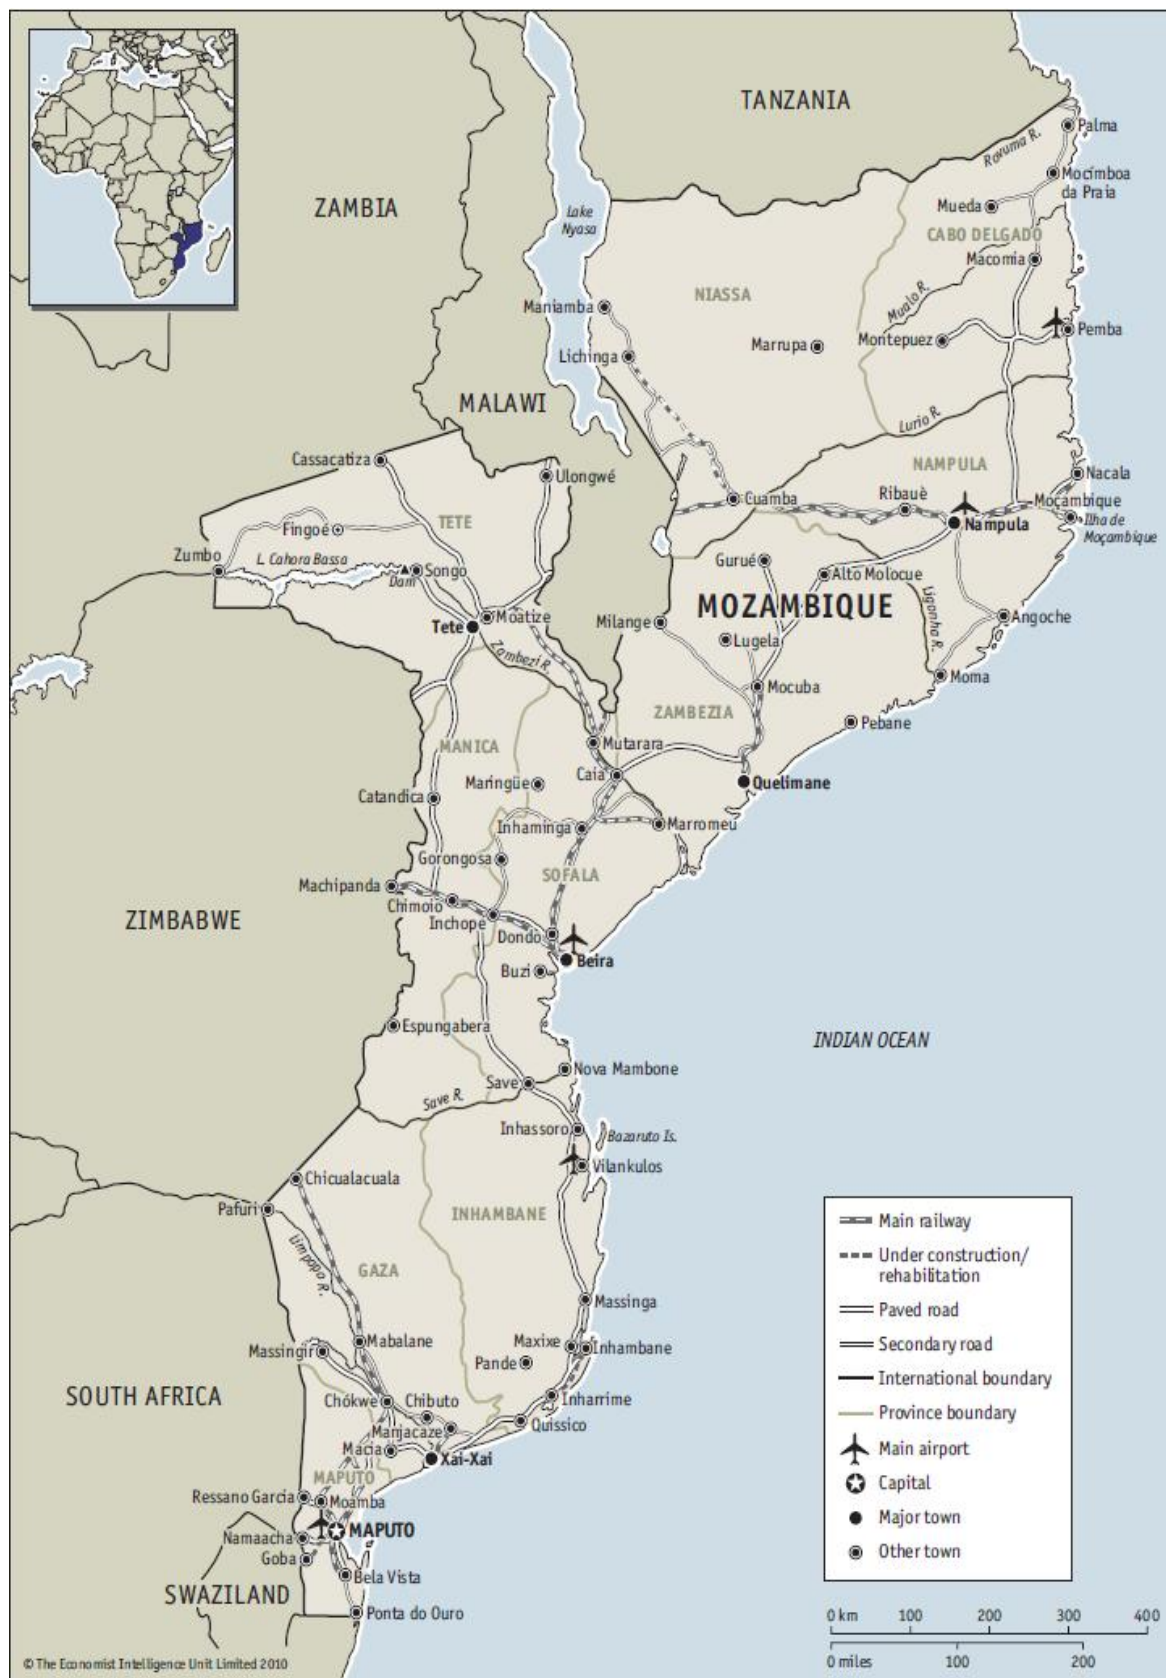 TANZANIA
Palma
Rovuma R.
Mocímboa
da Praia
ZAMBIA
Lake
Nyasa
Mueda
CABO DELGADO
Macomia
NIASSA
Mualo R.
Maniamba
Pemba
Marrupa
Montepuez
Lichinga
MALAWI
Lurio R.
Cassacatiza
NAMPULA
Ulongwé
Nacala
Cuamba
Ribauè
Moçambique
TETE
Fingoé
Nampula
Ilha de
Moçambique
Zumbo
L. Cahora Bassa
Dam
Songo
Gurué
Alto Molocue
MOZAMBIQUE
Ligonha R.
Moatize
Tete
Milange
Angoche
Lugela
Zambezi R.
Moma
Mocuba
ZAMBEZIA
Pebane
MANICA
Mutarara
Maringüe
Caia
Quelimane
Catandica
Inhaminga
Marromeu
Gorongosa
SOFALA
Machipanda
Chimoio
Inchope
ZIMBABWE
Dondo
Beira
Buzi
Espungabera
INDIAN OCEAN
Nova Mambone
Save
Save R.
Inhassoro
Bazaruto Is.
Vilankulos
Chicualacuala
Pafuri
INHAMBANE
Limpopa R.
GAZA
Massinga
Mabalane
Maxixe
Inhambane
Massingir
Pande
SOUTH AFRICA
Chókwe
Chibuto
Inharrime
Manjacaze
Quissico
Macia
Xai-Xai
MAPUTO
Ressano Garcia
Moamba
MAPUTO
Namaacha
Goba
Bela Vista
SWAZILAND
Ponta do Ouro
Main railway
Under construction/
rehabilitation
Paved road
Secondary road
International boundary
Province boundary
Main airport
Capital
Major town
Other town
0 km 100 200 300 400
0 miles 100 200
© The Economist Intelligence Unit Limited 2010